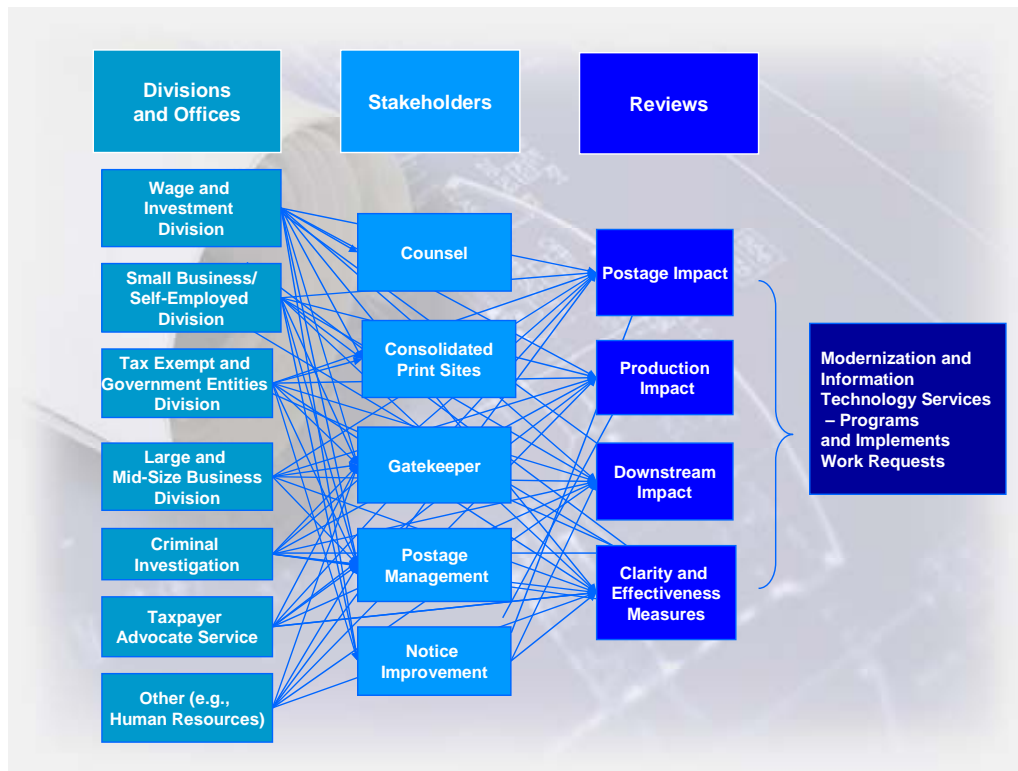 Divisions
and Offices
Stakeholders
Reviews
Wage and
Investment
Division
Small Business/
Self-Employed
Division
Tax Exempt and
Government Entities
Division
Large and
Mid-Size Business
Division
Criminal
Investigation
Taxpayer
Advocate Service
Other (e.g.,
Human Resources)
Counsel
Consolidated
Print Sites
Gatekeeper
Postage
Management
Notice
Improvement
Postage Impact
Production
Impact
Downstream
Impact
Clarity and
Effectiveness
Measures
Modernization and
Information
Technology Services
– Programs
and Implements
Work Requests